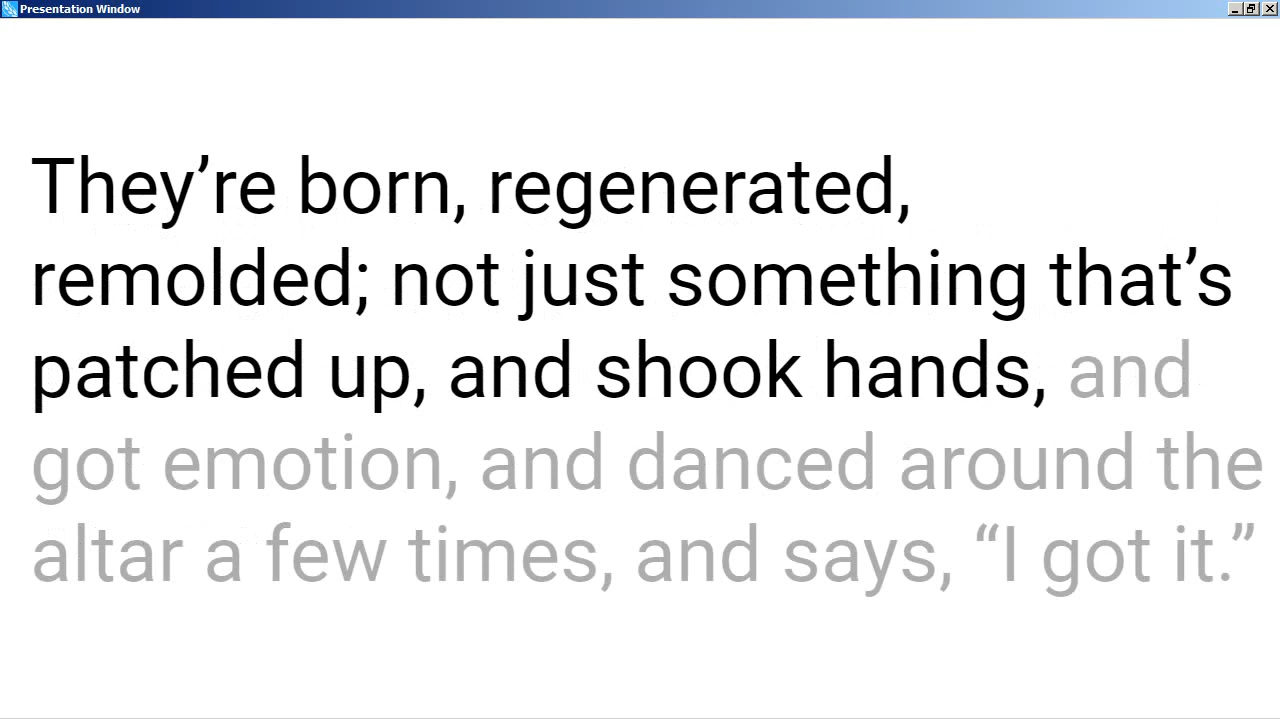 Presentation Window
They’re born, regenerated,
remolded; not just something that’s
patched up, and shook hands, and
got emotion, and danced around the
altar a few times, and says, “I got it.”